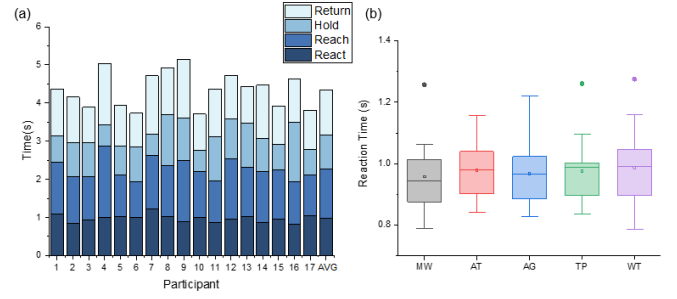 (a)
Return
Hold
Reach
React
Time(s)
6
5
4
3
2
1
0
1 2 3 4 5 6 7 8 9 10 11 12 13 14 15 16 17 AVG
Participant
(b)
Reaction Time (s)
1.4
1.2
1.0
0.8
MW AT AG TP WT